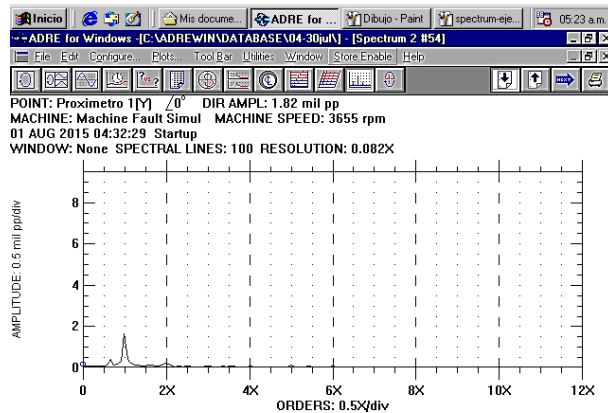 Inicio Mis docume... ADRE for ... Dibujo - Paint spectrum-eje... 05:23 a.m.
ADRE for Windows -[C:\ADREWIN\DATABASE\04-30jul\] - [Spectrum 2 #54]
File Edit Configure... Plots... Tool Bar Utilities Window Store Enable Help
POINT: Proximetro 1[Y] ∠0° DIR AMPL: 1.82 mil pp
MACHINE: Machine Fault Simul MACHINE SPEED: 3655 rpm
01 AUG 2015 04:32:29 Startup
WINDOW: None SPECTRAL LINES: 100 RESOLUTION: 0.082X
AMPLITUDE: 0.5 mil pp/div
8
6
4
2
0
0 2X 4X 6X 8X 10X 12X
ORDERS: 0.5X/div